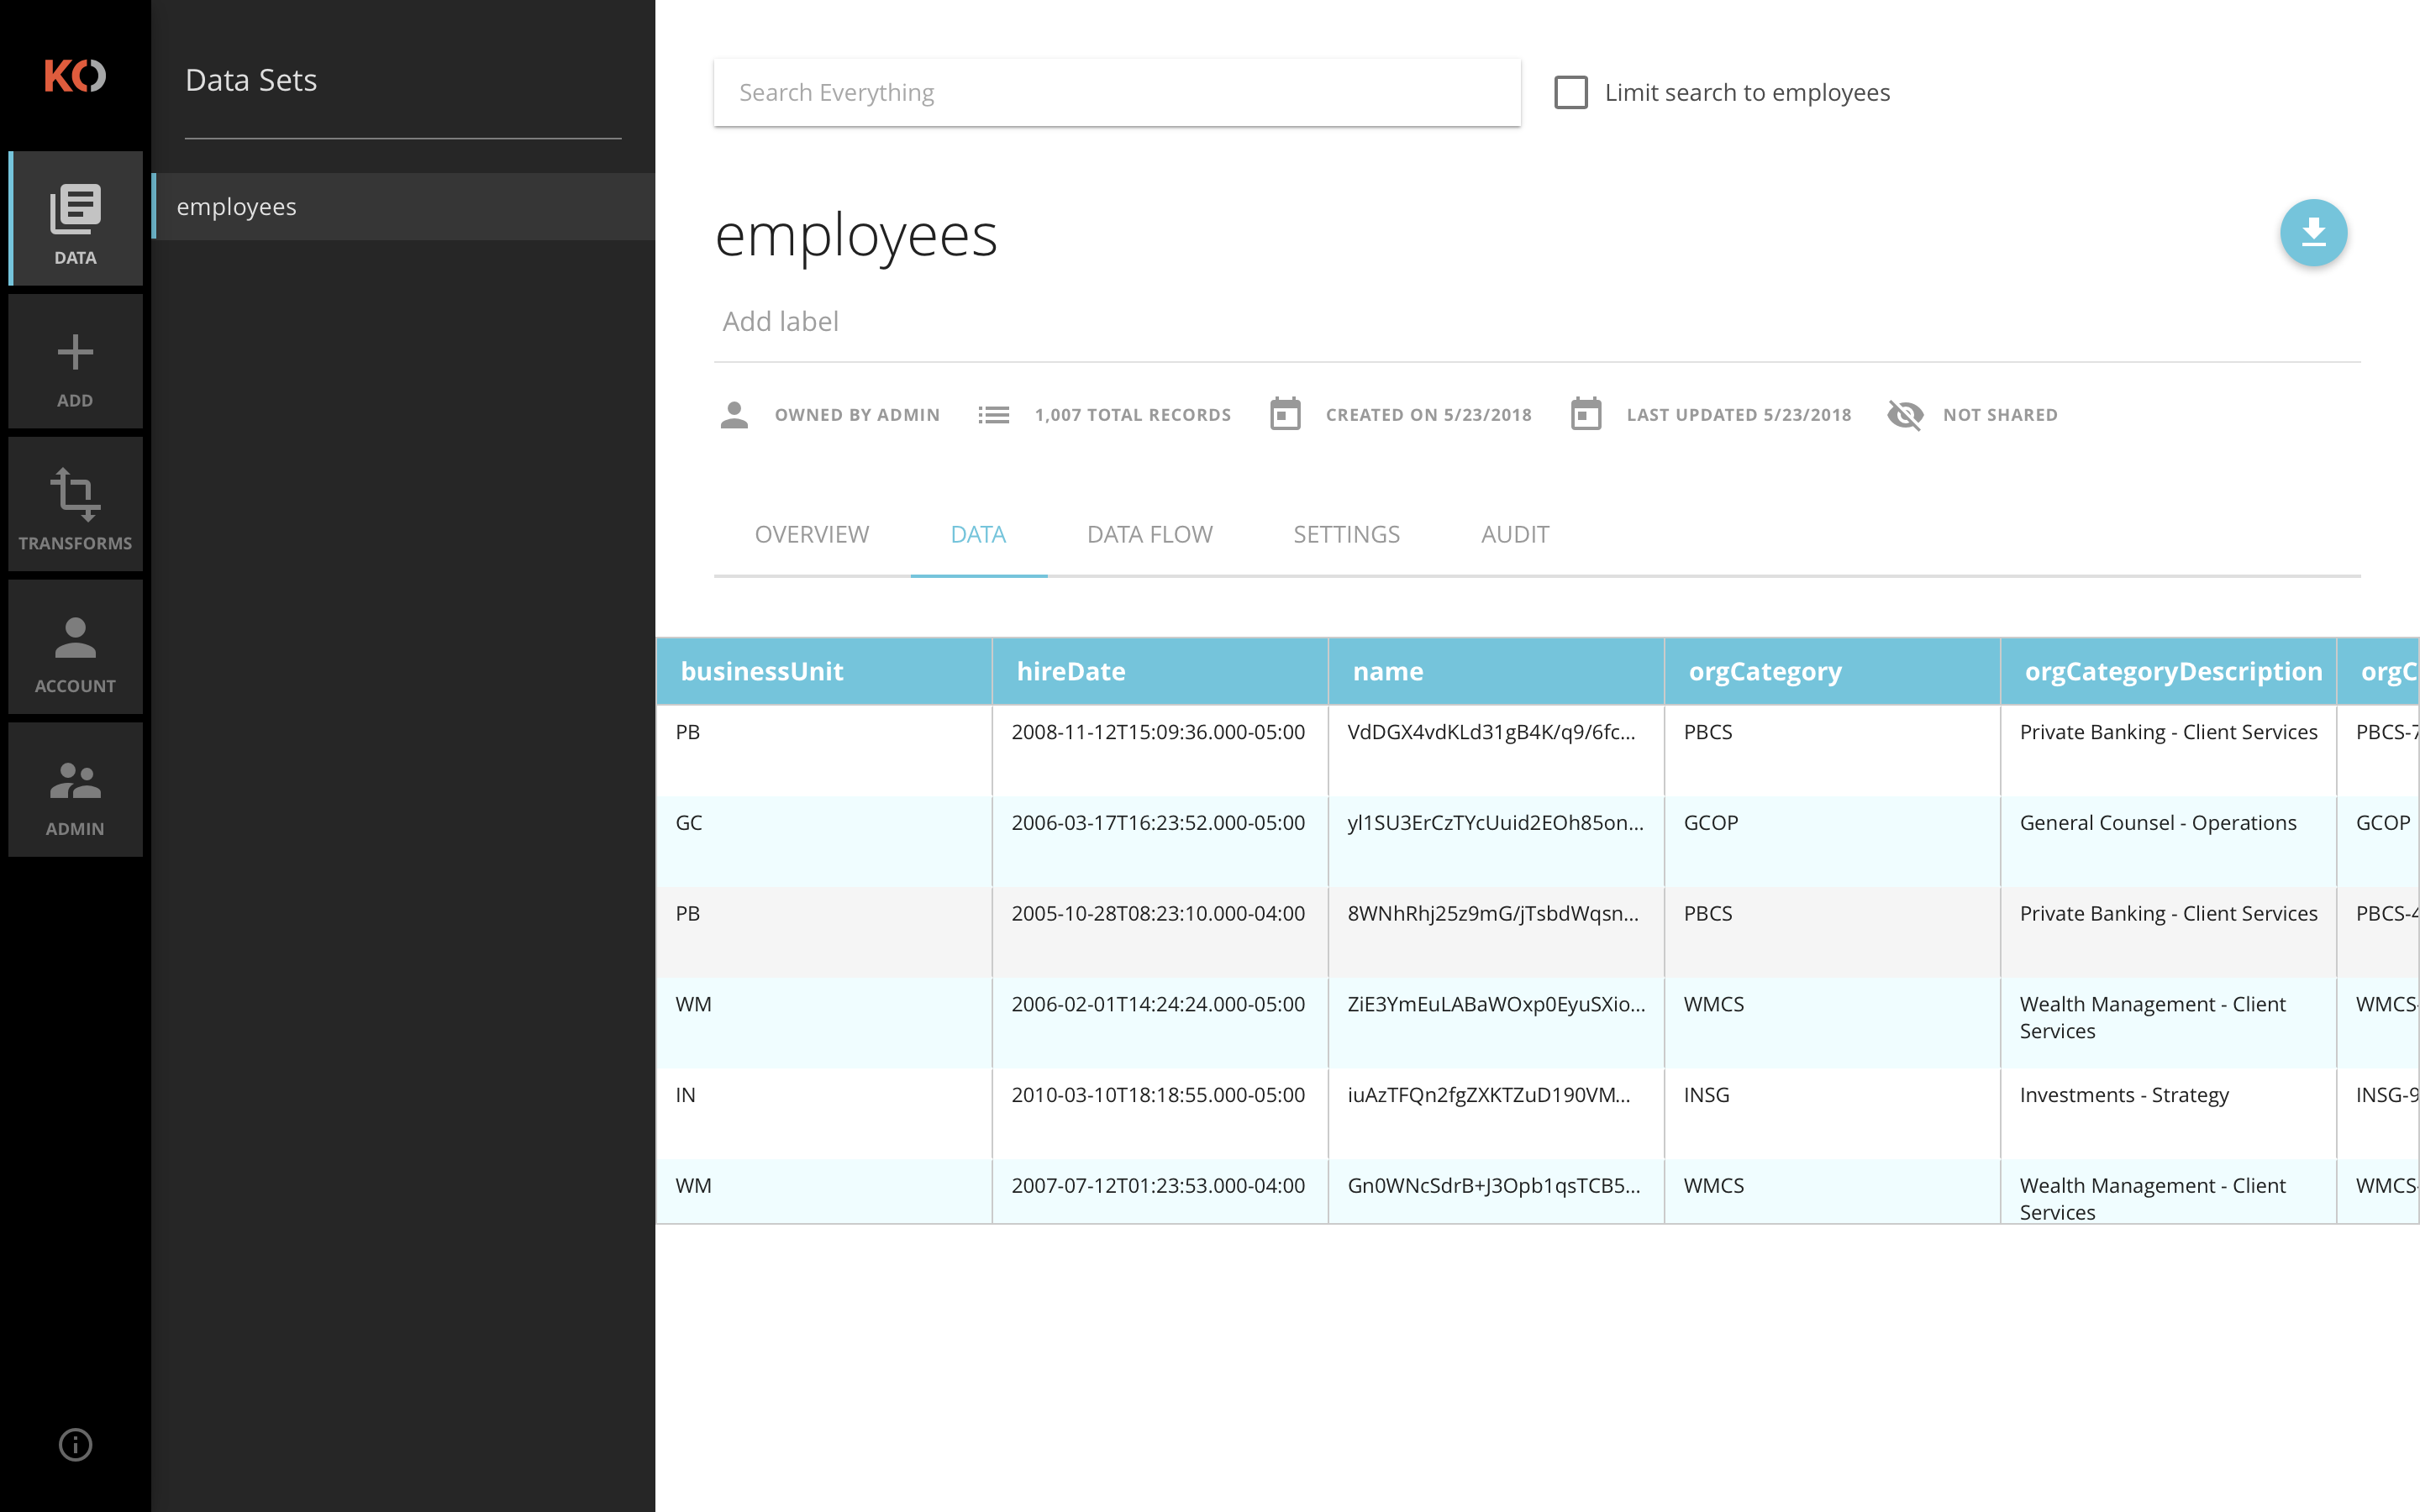 KO
Data Sets
Search Everything
Limit search to employees
DATA
employees
employees
Add label
ADD
OWNED BY ADMIN 1,007 TOTAL RECORDS CREATED ON 5/23/2018 LAST UPDATED 5/23/2018 NOT SHARED
TRANSFORMS
OVERVIEW DATA DATA FLOW SETTINGS AUDIT
ACCOUNT
ADMIN
businessUnit hireDate name orgCategory orgCategoryDescription orgC
PB 2008-11-12T15:09:36.000-05:00 VdDGX4vdKLd31gB4K/q9/6fc... PBCS Private Banking - Client Services PBCS-7
GC 2006-03-17T16:23:52.000-05:00 yl1SU3ErCzTYcUuid2EOh85on... GCOP General Counsel - Operations GCOP
PB 2005-10-28T08:23:10.000-04:00 8WNhRhj25z9mG/jTsbdWqsn... PBCS Private Banking - Client Services PBCS-4
WM 2006-02-01T14:24:24.000-05:00 ZiE3YmEuLABaWOxp0EyuSXio... WMCS Wealth Management - Client WMCS-
Services
IN 2010-03-10T18:18:55.000-05:00 iuAzTFQn2fgZXKTZuD190VM... INSG Investments - Strategy INSG-9
WM 2007-07-12T01:23:53.000-04:00 Gn0WNcSdrB+J3Opb1qsTCB5... WMCS Wealth Management - Client WMCS-
Services